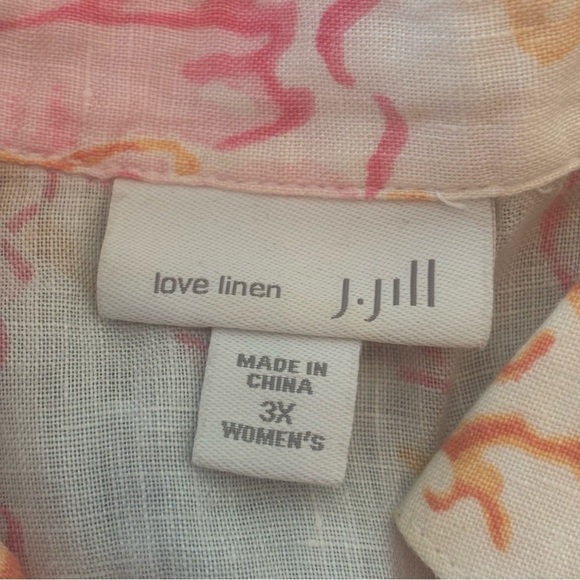 love linen J.Jill
MADE IN
CHINA
3X
WOMEN'S